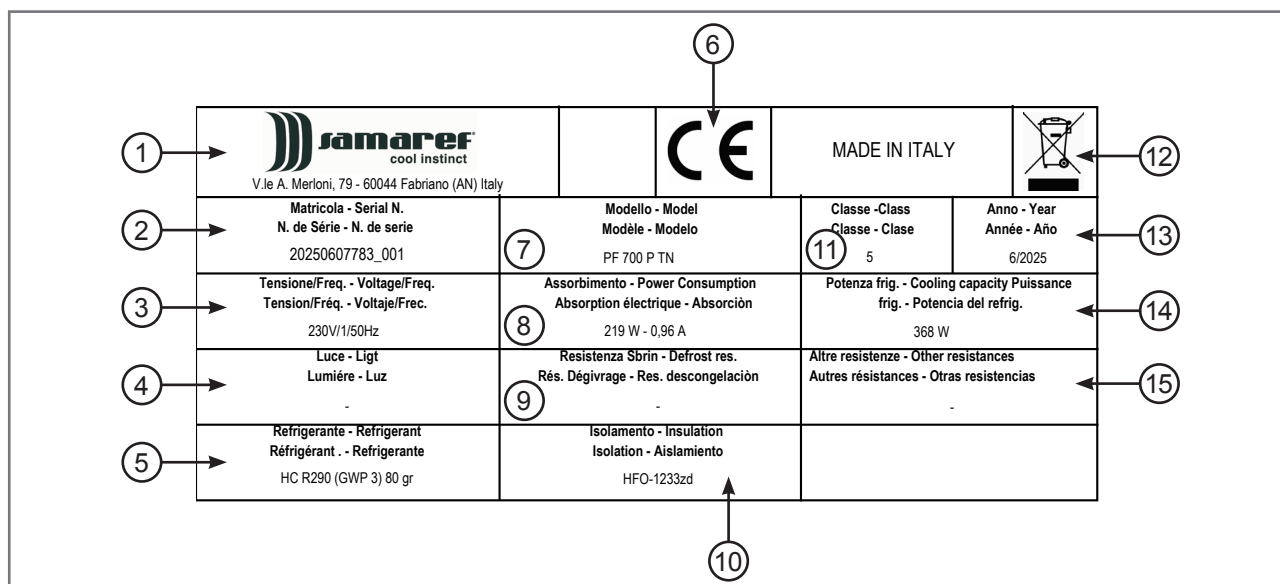 6
1
samaref
cool instinct
V.le A. Merloni, 79 - 60044 Fabriano (AN) Italy
CE
MADE IN ITALY
12
2
Matricola - Serial N.
N. de Série - N. de serie
20250607783_001
7
Modello - Model
Modèle - Modelo
PF 700 P TN
11
Classe -Class
Classe - Clase
5
Anno - Year
Année - Año
6/2025
13
3
Tensione/Freq. - Voltage/Freq.
Tension/Fréq. - Voltaje/Frec.
230V/1/50Hz
8
Assorbimento - Power Consumption
Absorption électrique - Absorciòn
219 W - 0,96 A
Potenza frig. - Cooling capacity Puissance
frig. - Potencia del refrig.
368 W
14
4
Luce - Ligt
Lumiére - Luz
-
9
Resistenza Sbrin - Defrost res.
Rés. Dégivrage - Res. descongelaciòn
-
Altre resistenze - Other resistances
Autres résistances - Otras resistencias
-
15
5
Refrigerante - Refrigerant
Réfrigérant . - Refrigerante
HC R290 (GWP 3) 80 gr
Isolamento - Insulation
Isolation - Aislamiento
HFO-1233zd
10